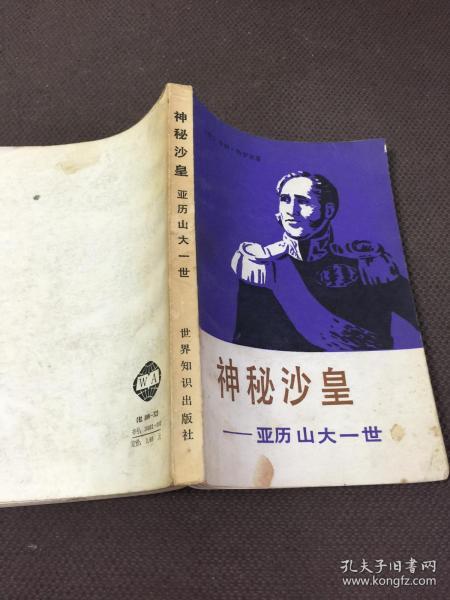 神秘沙皇
——亚历山大一世
神秘沙皇 亚历山大一世 世界知识出版社
WA
孔夫子旧书网
www.kongfz.com